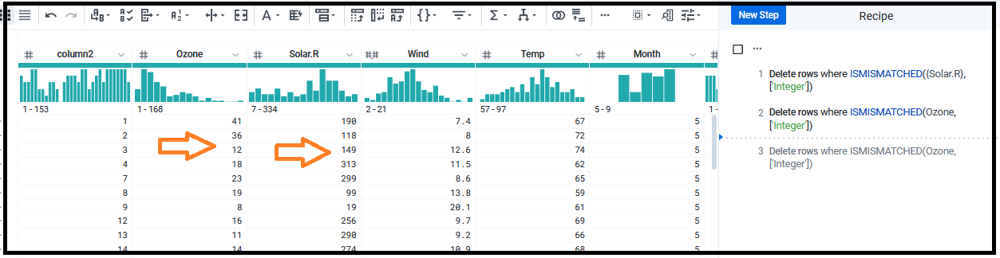 New Step
Recipe
# column2 # Ozone # Solar.R #.# Wind # Temp # Month #
1 - 153 1 - 168 7 - 334 2 - 21 57 - 97 5 - 9 1 -
1 41 190 7.4 67 5
2 36 118 8 72 5
3 12 149 12.6 74 5
4 18 313 11.5 62 5
7 23 299 8.6 65 5
8 19 99 13.8 59 5
9 8 19 20.1 61 5
12 16 256 9.7 69 5
13 11 290 9.2 66 5
14 14 274 10.9 68 5
1 Delete rows where ISMISMATCHED({Solar.R},
['Integer'])
2 Delete rows where ISMISMATCHED(Ozone,
['Integer'])
3 Delete rows where ISMISMATCHED(Ozone,
['Integer'])